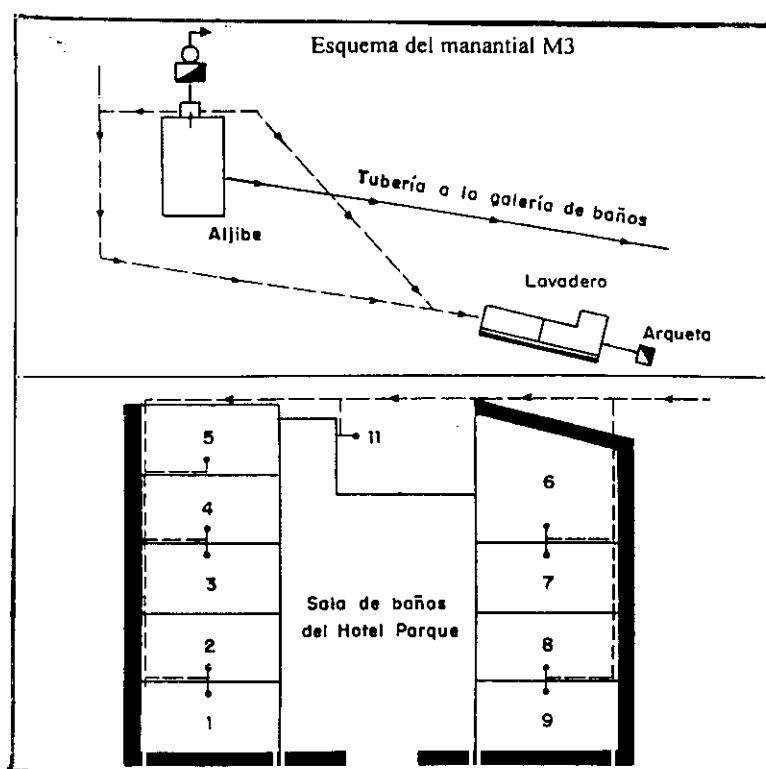 Esquema del manantial M3
Tubería a la galería de baños
Aljibe
Lavadero
Arqueta
5
11
6
4
3
7
Sala de baños
del Hotel Parque
2
8
1
9